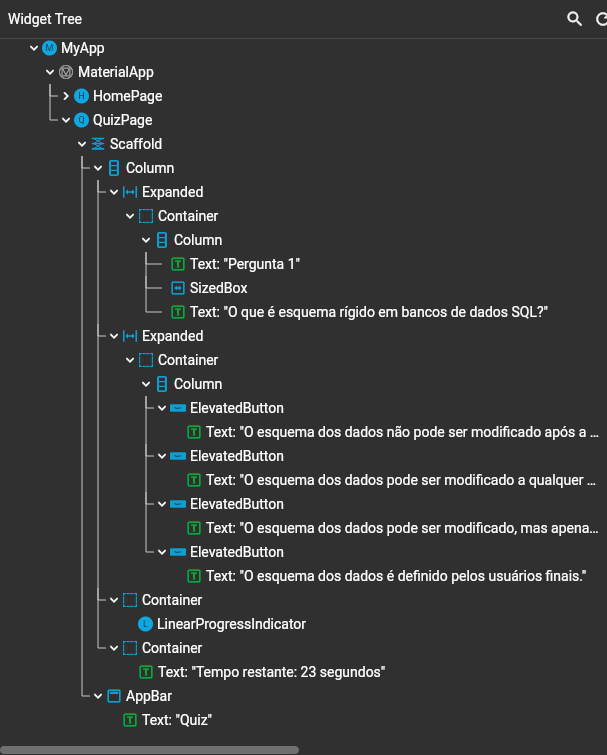 Widget Tree
MyApp
MaterialApp
HomePage
QuizPage
Scaffold
Column
Expanded
Container
Column
Text: "Pergunta 1"
SizedBox
Text: "O que é esquema rígido em bancos de dados SQL?"
Expanded
Container
Column
ElevatedButton
Text: "O esquema dos dados não pode ser modificado após a ...
ElevatedButton
Text: "O esquema dos dados pode ser modificado a qualquer ...
ElevatedButton
Text: "O esquema dos dados pode ser modificado, mas apena...
ElevatedButton
Text: "O esquema dos dados é definido pelos usuários finais."
Container
LinearProgressIndicator
Container
Text: "Tempo restante: 23 segundos"
AppBar
Text: "Quiz"